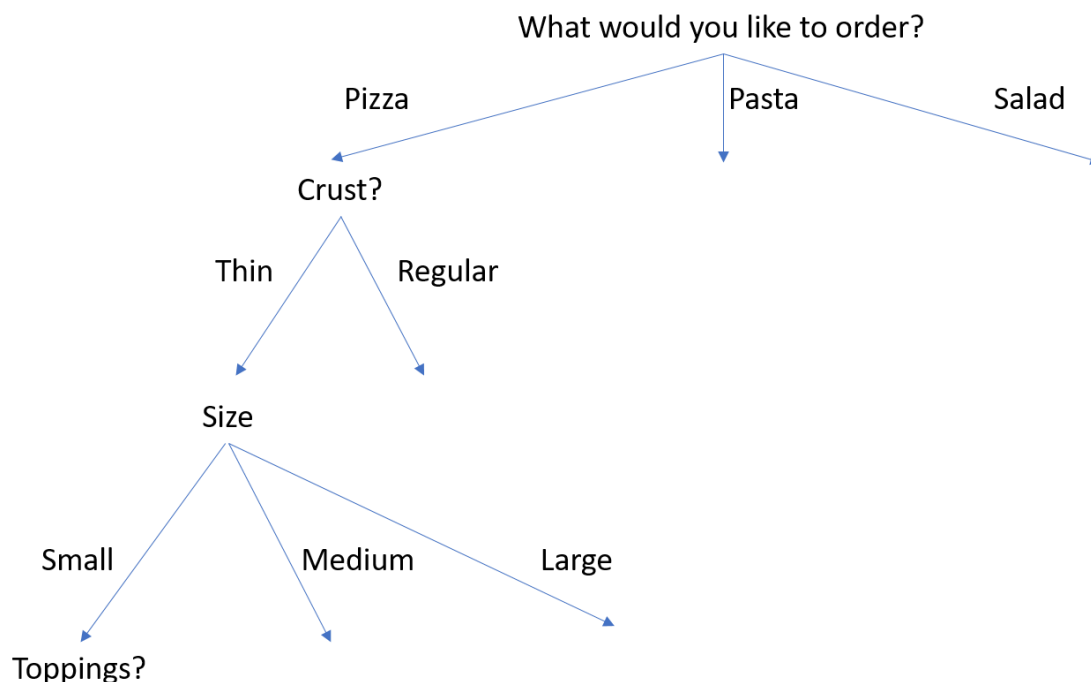 What would you like to order?
Pizza
Pasta
Salad
Crust?
Thin
Regular
Size
Small
Medium
Large
Toppings?